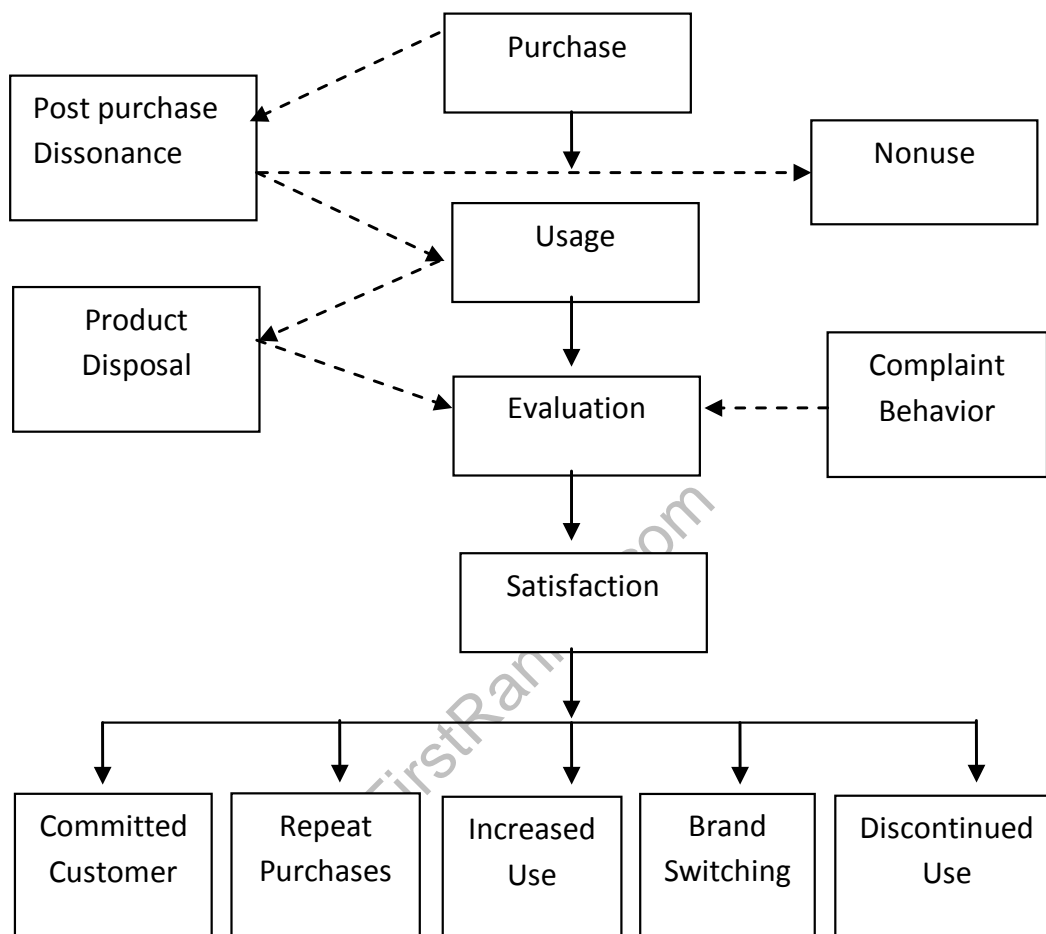 Purchase
Post purchase
Dissonance
Nonuse
Usage
Product
Disposal
Complaint
Behavior
Evaluation
Satisfaction
Committed
Customer
Repeat
Purchases
Increased
Use
Brand
Switching
Discontinued
Use